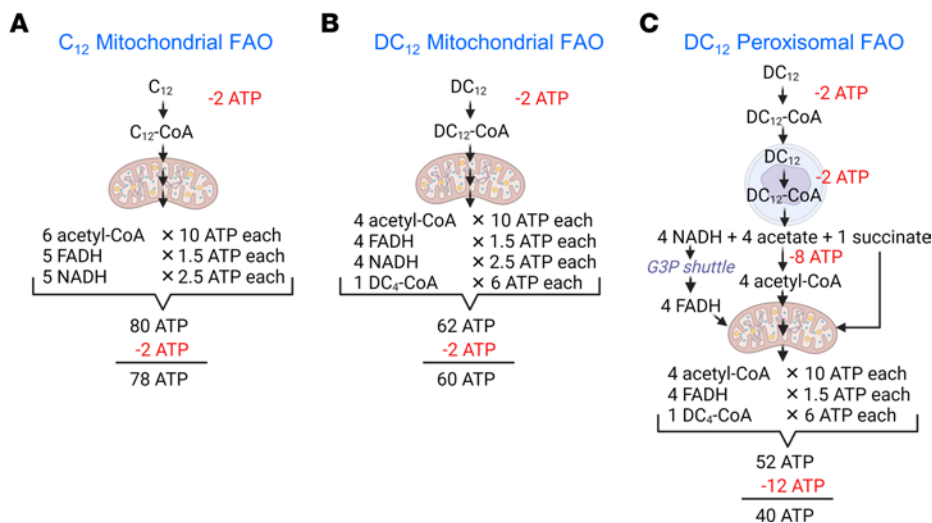 A
C₁₂ Mitochondrial FAO
C₁₂
-2 ATP
C₁₂-CoA
6 acetyl-CoA × 10 ATP each
5 FADH × 1.5 ATP each
5 NADH × 2.5 ATP each
80 ATP
-2 ATP
78 ATP
B
DC₁₂ Mitochondrial FAO
DC₁₂
-2 ATP
DC₁₂-CoA
4 acetyl-CoA × 10 ATP each
4 FADH × 1.5 ATP each
4 NADH × 2.5 ATP each
1 DC₄-CoA × 6 ATP each
62 ATP
-2 ATP
60 ATP
C
DC₁₂ Peroxisomal FAO
DC₁₂
-2 ATP
DC₁₂-CoA
DC₁₂
-2 ATP
DC₁₂-CoA
4 NADH + 4 acetate + 1 succinate
G3P shuttle
-8 ATP
4 acetyl-CoA
4 FADH
4 acetyl-CoA × 10 ATP each
4 FADH × 1.5 ATP each
1 DC₄-CoA × 6 ATP each
52 ATP
-12 ATP
40 ATP